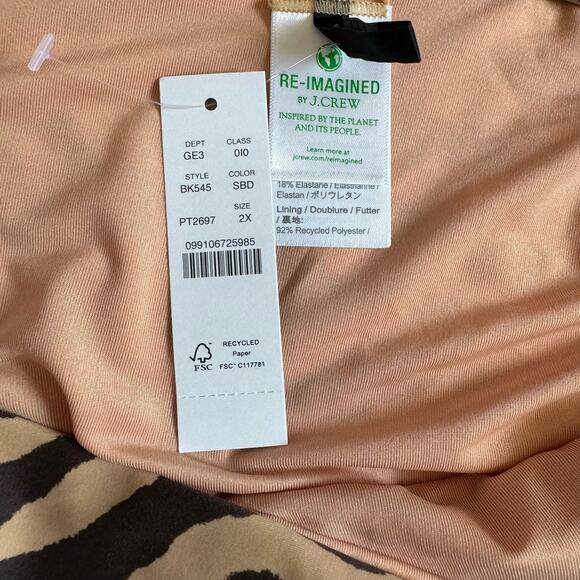 DEPT CLASS
GE3 0I0
STYLE COLOR
BK545 SBD
SIZE
PT2697 2X
099106725985
RECYCLED
Paper
FSC™ C117781
FSC
RE-IMAGINED
BY J.CREW
INSPIRED BY THE PLANET
AND ITS PEOPLE.
Learn more at
jcrew.com/reimagined
18% Elastane / Elasthanne /
Elastan / ポリウレタン
Lining / Doublure / Futter
/ 裏地:
92% Recycled Polyester /